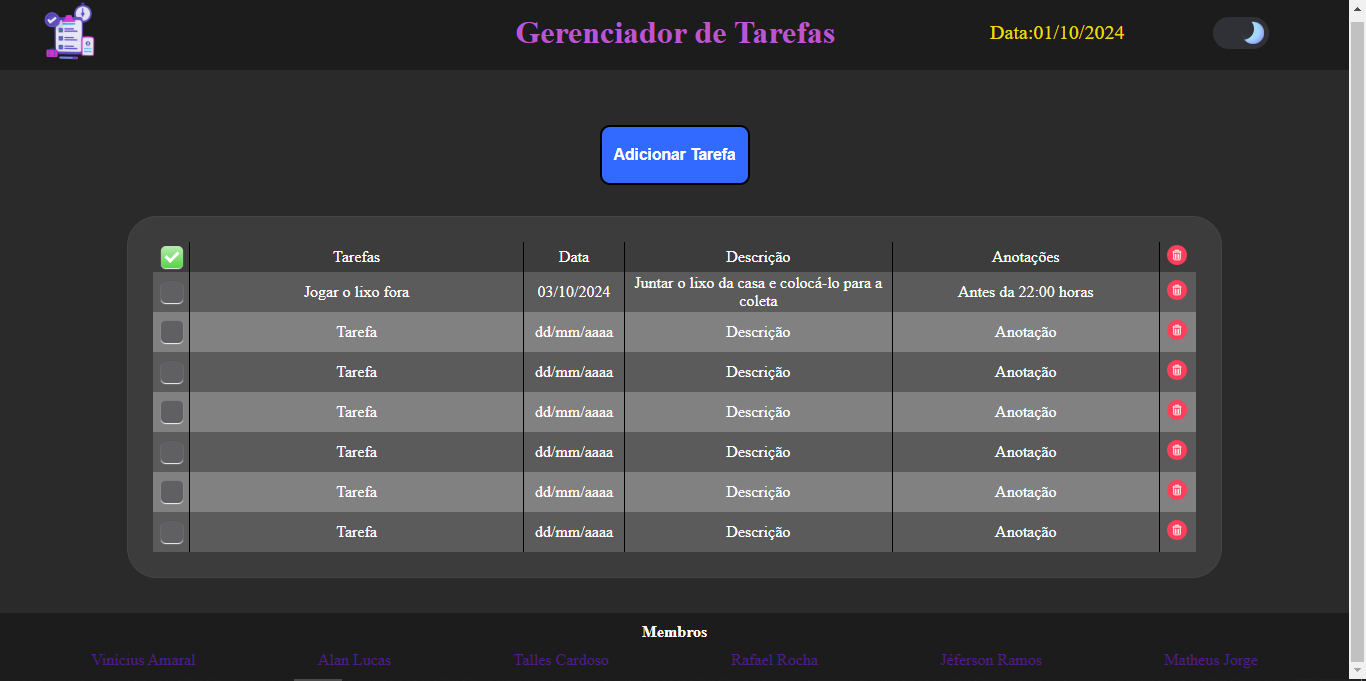 Gerenciador de Tarefas
Data:01/10/2024
Adicionar Tarefa
Tarefas Data Descrição Anotações
Jogar o lixo fora 03/10/2024 Juntar o lixo da casa e colocá-lo para a
coleta Antes da 22:00 horas
Tarefa dd/mm/aaaa Descrição Anotação
Tarefa dd/mm/aaaa Descrição Anotação
Tarefa dd/mm/aaaa Descrição Anotação
Tarefa dd/mm/aaaa Descrição Anotação
Tarefa dd/mm/aaaa Descrição Anotação
Tarefa dd/mm/aaaa Descrição Anotação
Membros
Vinícius Amaral Alan Lucas Talles Cardoso Rafael Rocha Jéferson Ramos Matheus Jorge